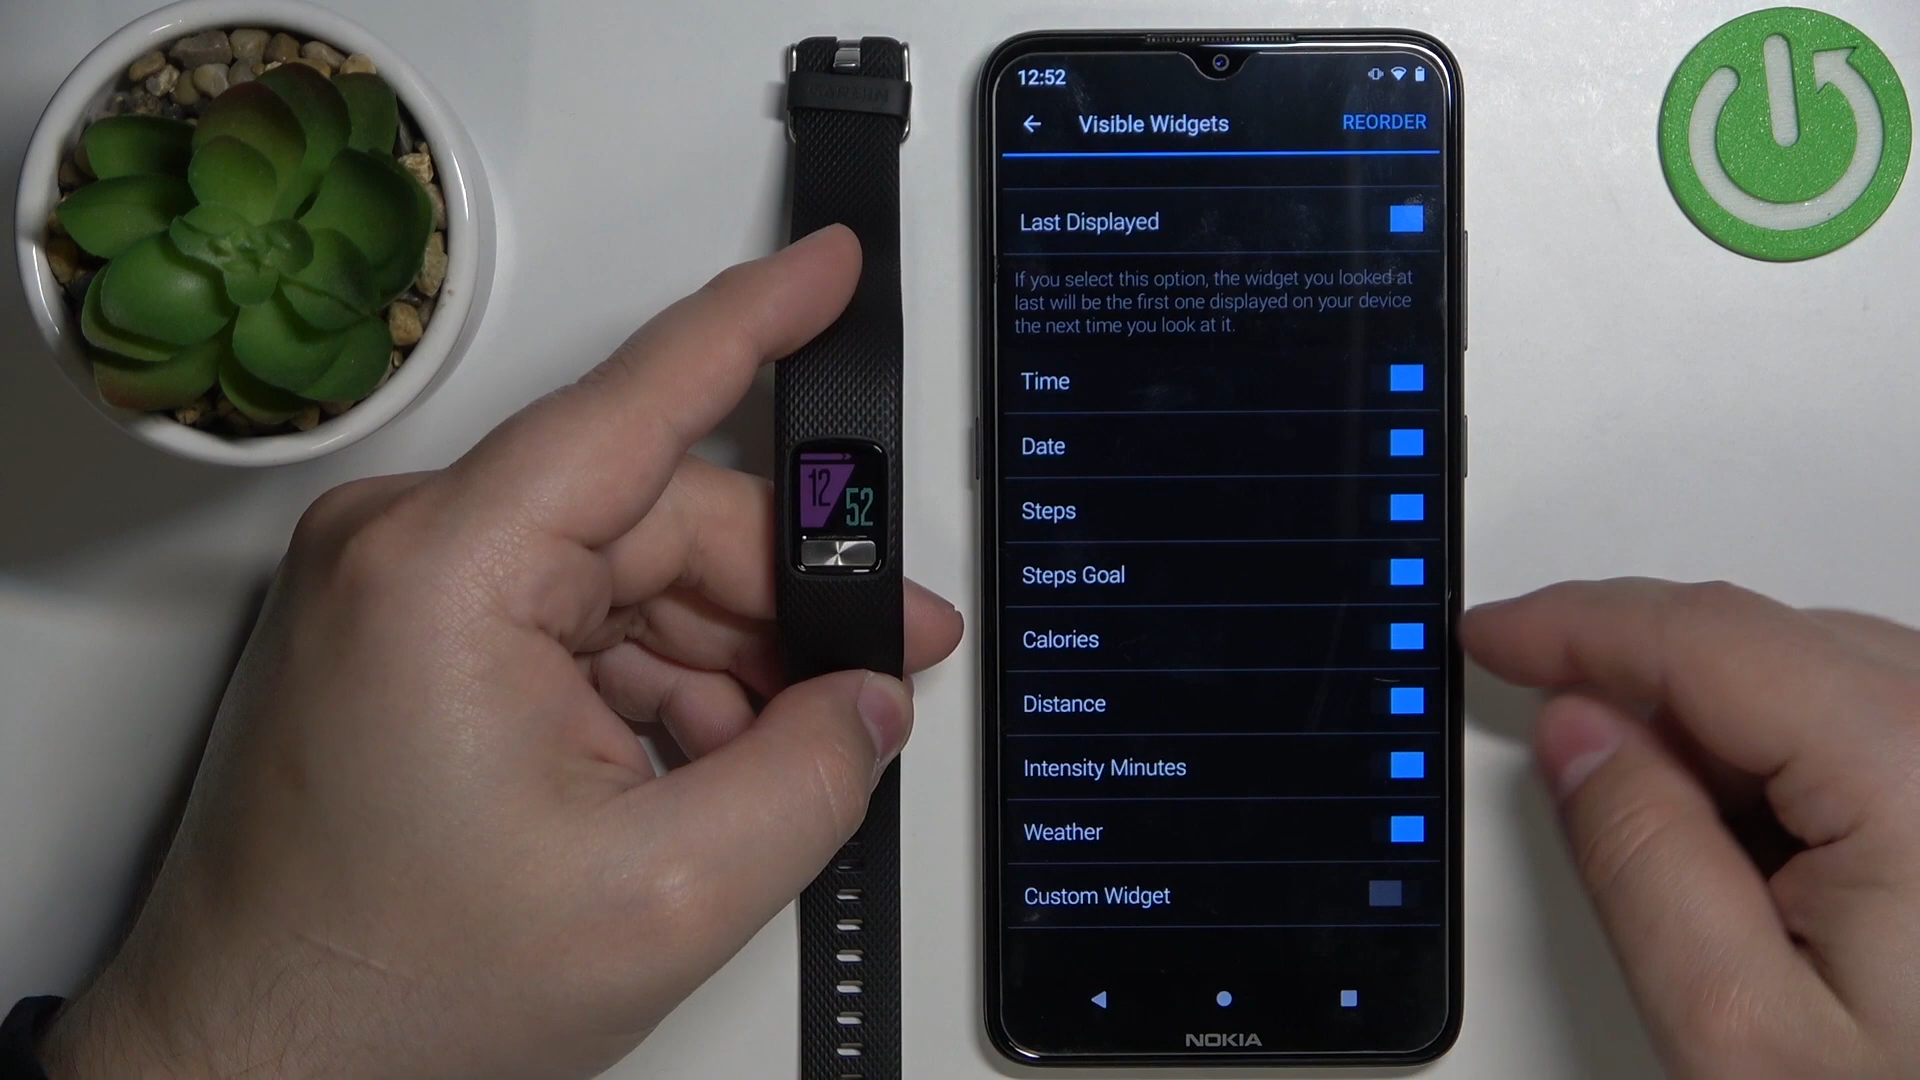 GARMIN
12
52
12:52
Visible Widgets
REORDER
Last Displayed
If you select this option, the widget you looked at
last will be the first one displayed on your device
the next time you look at it.
Time
Date
Steps
Steps Goal
Calories
Distance
Intensity Minutes
Weather
Custom Widget
NOKIA